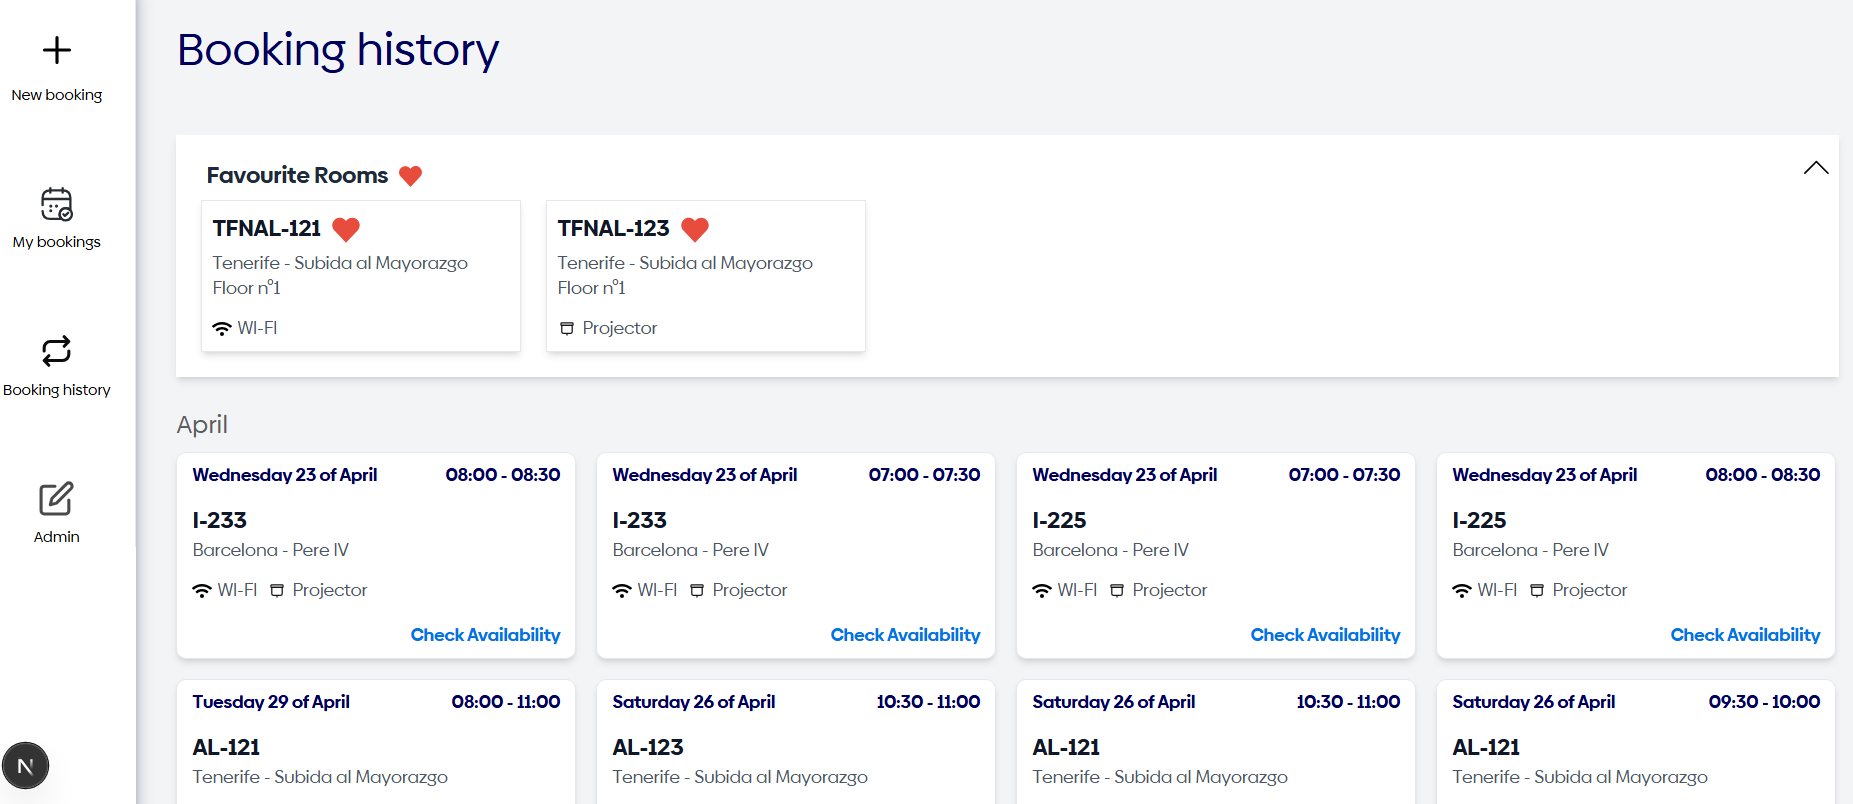 New booking
My bookings
Booking history
Admin
N
Booking history
Favourite Rooms
TFNAL-121
Tenerife - Subida al Mayorazgo
Floor nº1
WI-FI
TFNAL-123
Tenerife - Subida al Mayorazgo
Floor nº1
Projector
April
Wednesday 23 of April 08:00 - 08:30
I-233
Barcelona - Pere IV
WI-FI Projector
Check Availability
Wednesday 23 of April 07:00 - 07:30
I-233
Barcelona - Pere IV
WI-FI Projector
Check Availability
Wednesday 23 of April 07:00 - 07:30
I-225
Barcelona - Pere IV
WI-FI Projector
Check Availability
Wednesday 23 of April 08:00 - 08:30
I-225
Barcelona - Pere IV
WI-FI Projector
Check Availability
Tuesday 29 of April 08:00 - 11:00
AL-121
Tenerife - Subida al Mayorazgo
Saturday 26 of April 10:30 - 11:00
AL-123
Tenerife - Subida al Mayorazgo
Saturday 26 of April 10:30 - 11:00
AL-121
Tenerife - Subida al Mayorazgo
Saturday 26 of April 09:30 - 10:00
AL-121
Tenerife - Subida al Mayorazgo